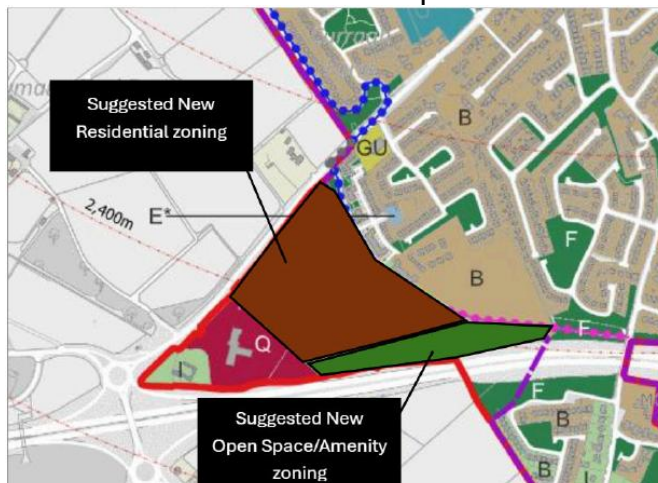 Suggested New
Residential zoning
B
GU
2,400m
E*
F
B
Q
F
I
F
B
B
L
Suggested New
Open Space/Amenity
zoning